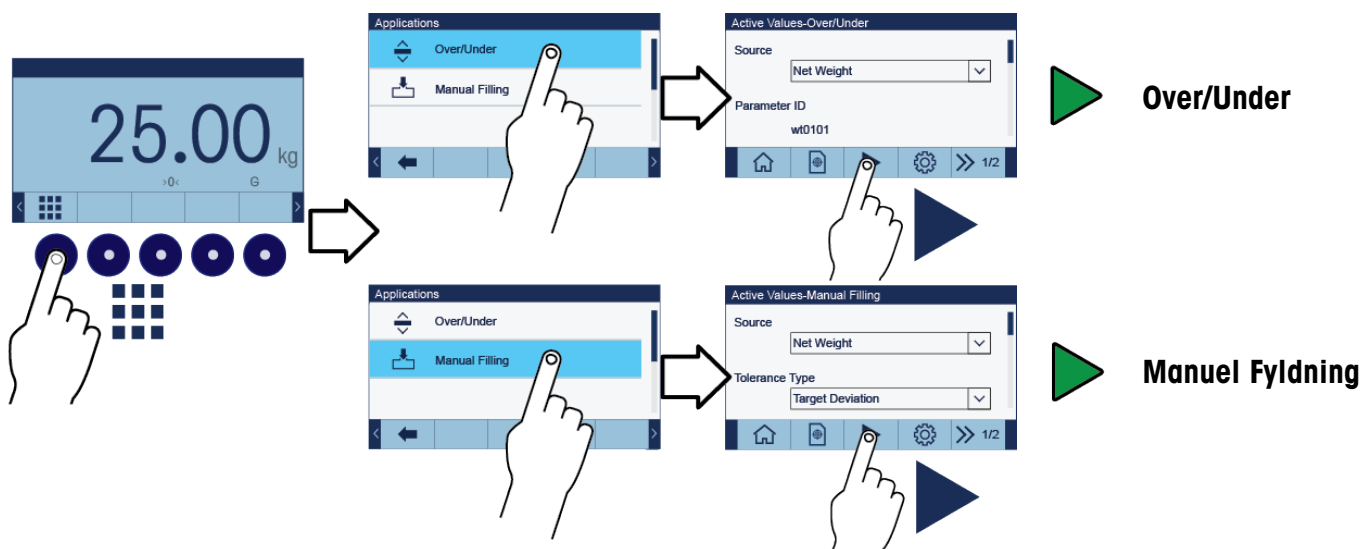 25.00 kg
>0<
G
Applications
Over/Under
Manual Filling
Active Values-Over/Under
Source
Net Weight
Parameter ID
wt0101
1/2
Over/Under
Applications
Over/Under
Manual Filling
Active Values-Manual Filling
Source
Net Weight
Tolerance Type
Target Deviation
1/2
Manuel Fyldning